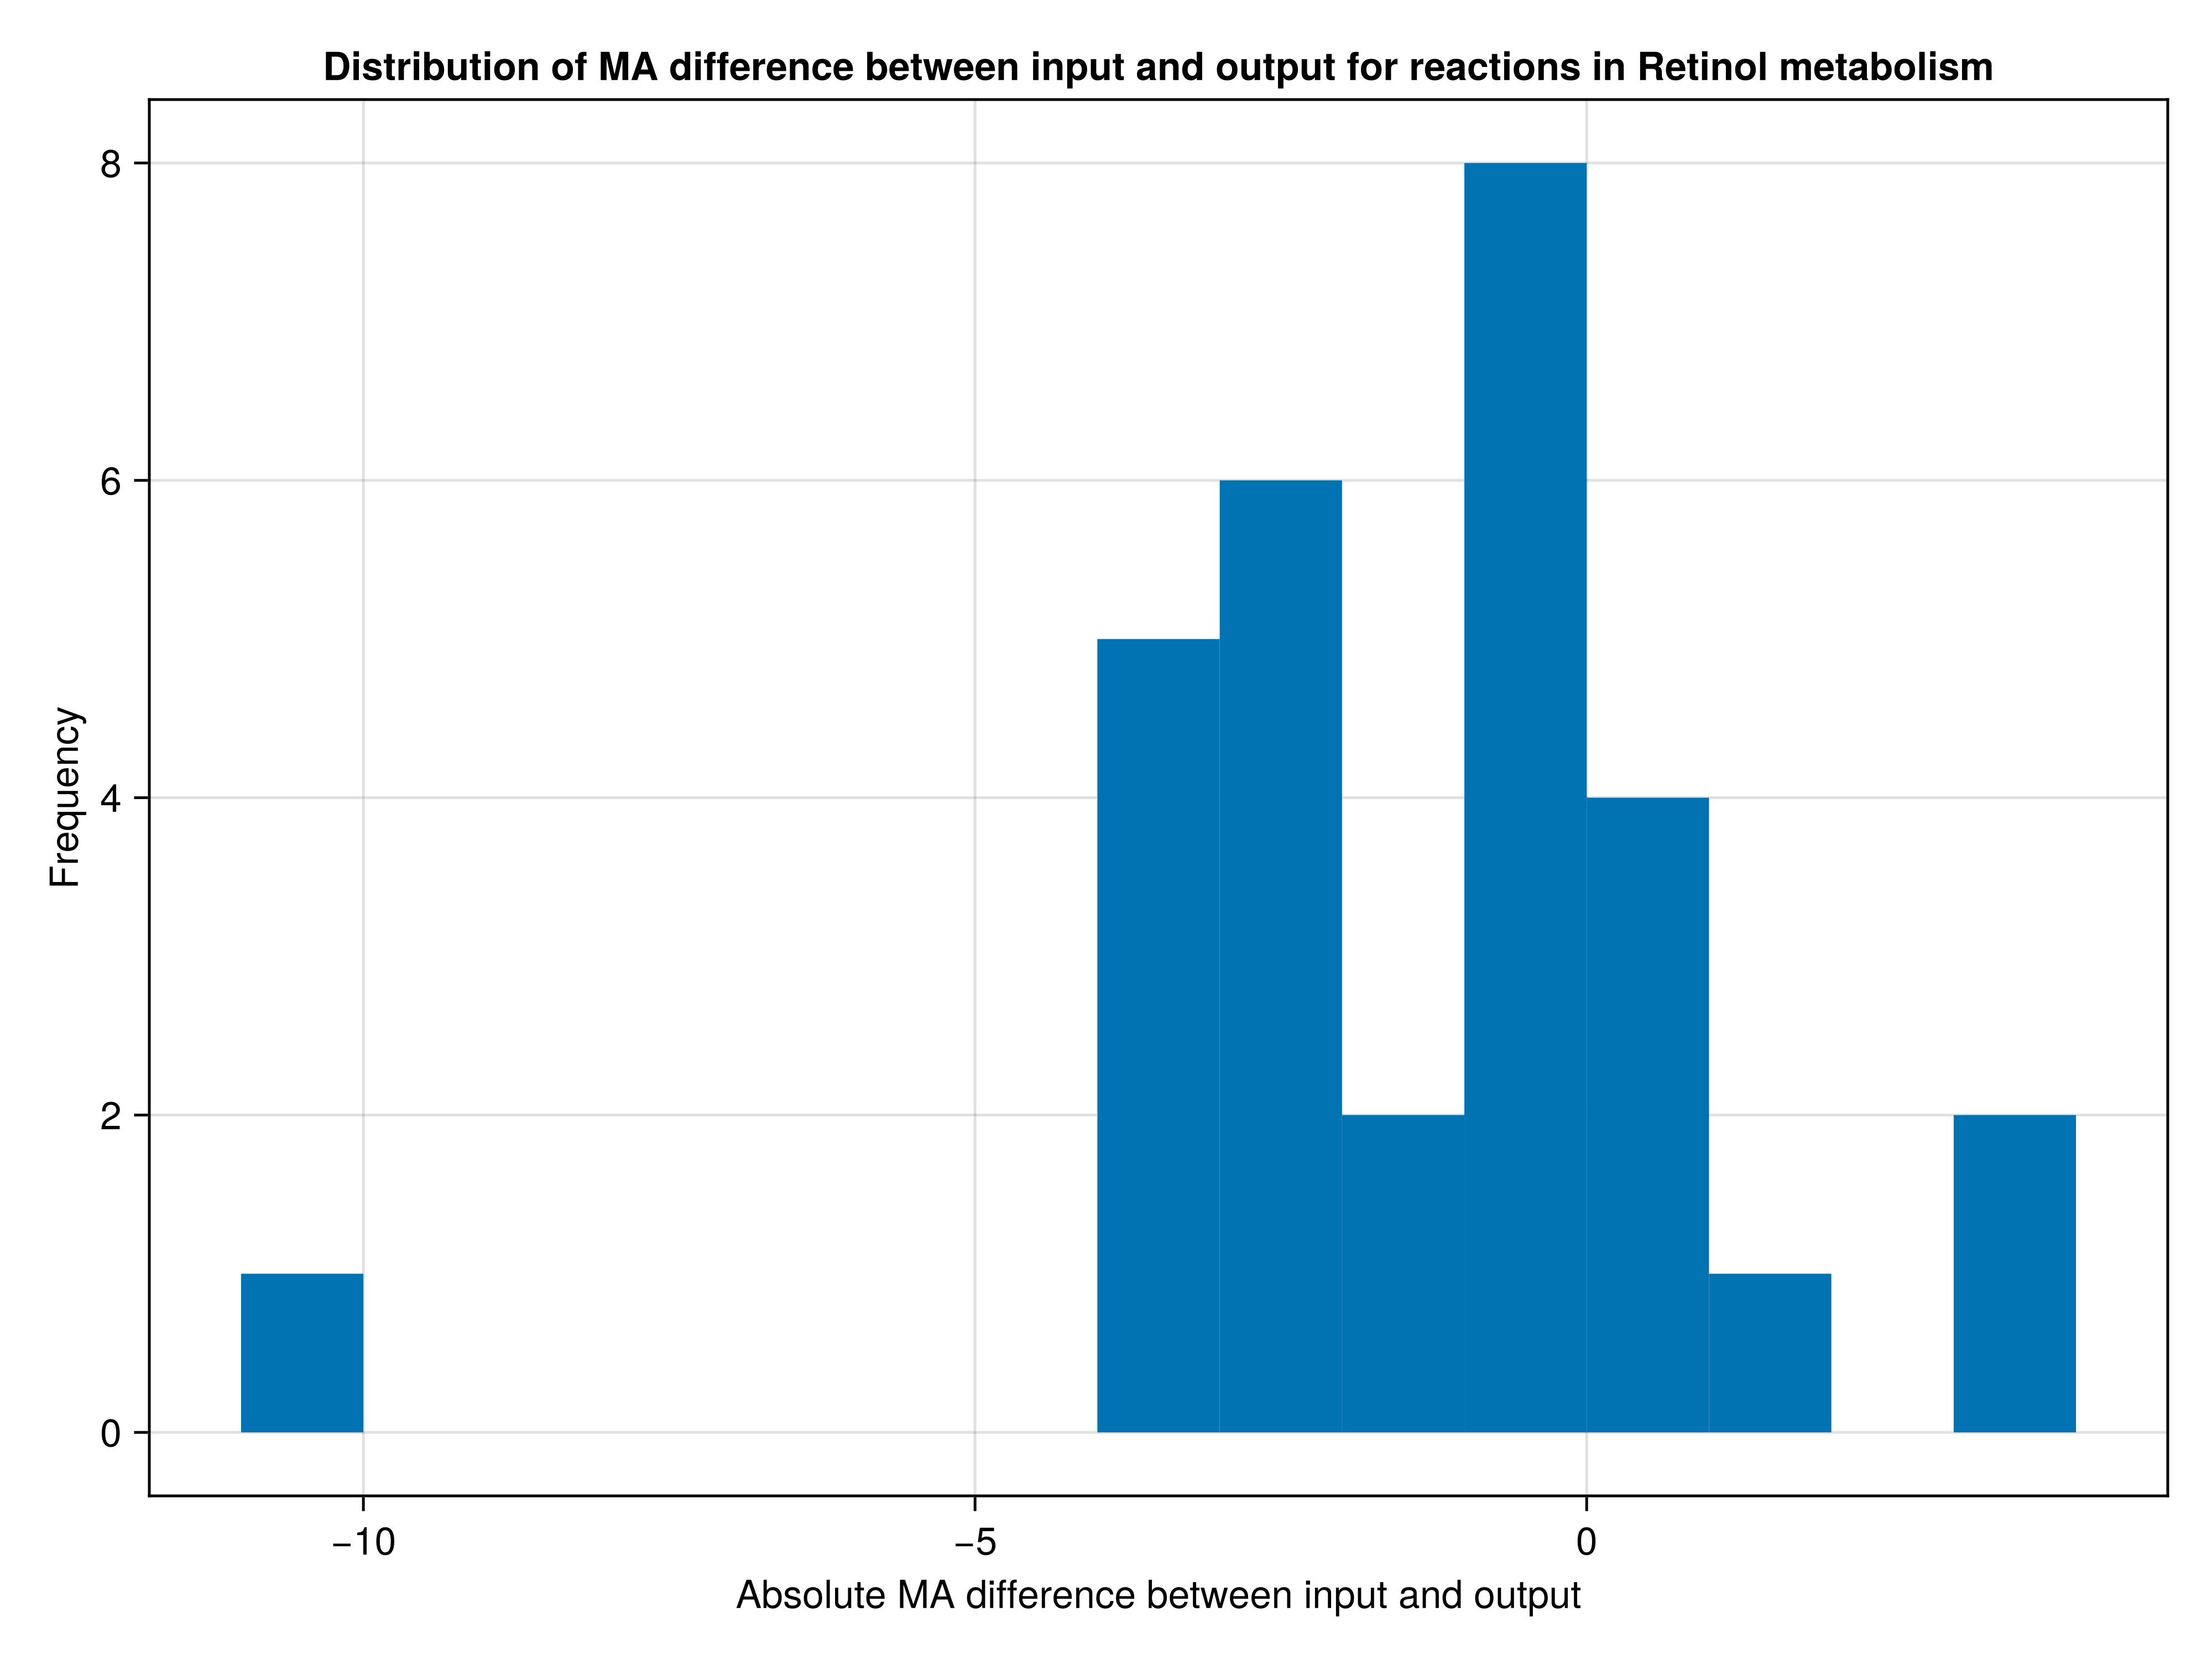 Distribution of MA difference between input and output for reactions in Retinol metabolism
8
6
4
2
0
Frequency
−10
−5
0
Absolute MA difference between input and output